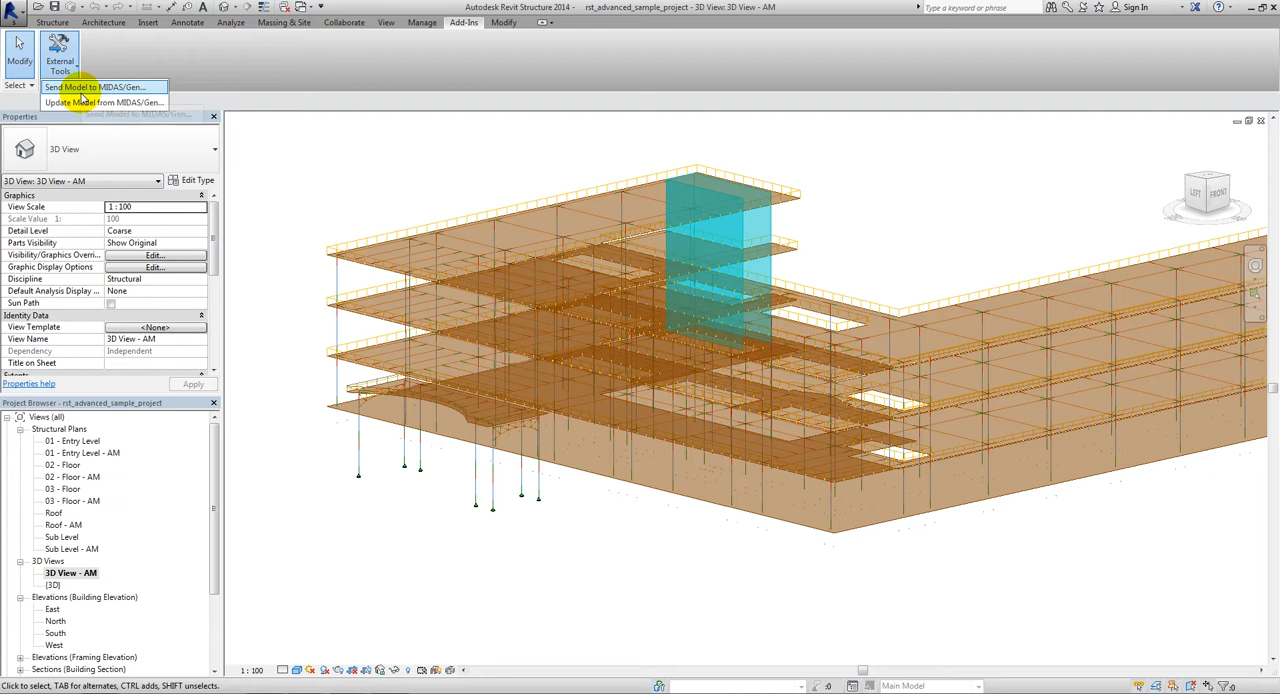 Autodesk Revit Structure 2014 - rst_advanced_sample_project - 3D View: 3D View - AM
Type a keyword or phrase
Sign In
Structure Architecture Insert Annotate Analyze Massing & Site Collaborate View Manage Add-Ins Modify
Modify
External
Tools
Select
Send Model to MIDAS/Gen...
Update Model from MIDAS/Gen...
Send Model to MIDAS/Gen...
Properties
3D View
3D View: 3D View - AM
Edit Type
Graphics
View Scale 1 : 100
Scale Value 1: 100
Detail Level Coarse
Parts Visibility Show Original
Visibility/Graphics Overri... Edit...
Graphic Display Options Edit...
Discipline Structural
Default Analysis Display ... None
Sun Path
Identity Data
View Template <None>
View Name 3D View - AM
Dependency Independent
Title on Sheet
Extents
Properties help
Apply
Project Browser - rst_advanced_sample_project
Views (all)
Structural Plans
01 - Entry Level
01 - Entry Level - AM
02 - Floor
02 - Floor - AM
03 - Floor
03 - Floor - AM
Roof
Roof - AM
Sub Level
Sub Level - AM
3D Views
3D View - AM
{3D}
Elevations (Building Elevation)
East
North
South
West
Elevations (Framing Elevation)
Sections (Building Section)
LEFT FRONT
1 : 100
Click to select, TAB for alternates, CTRL adds, SHIFT unselects.
:0
Main Model
:0